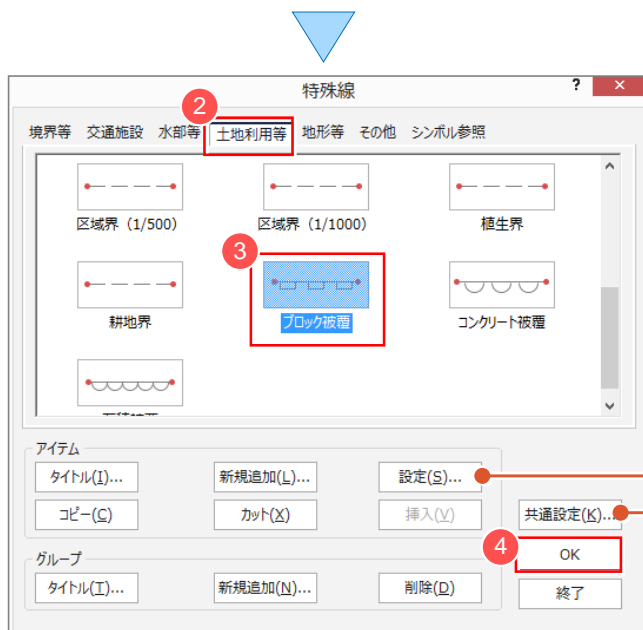 特殊線
?
×
2
境界等 交通施設 水部等 土地利用等 地形等 その他 シンボル参照
区域界 (1/500) 区域界 (1/1000) 植生界
3
耕地界 ブロック被覆 コンクリート被覆
アイテム
タイトル(I)... 新規追加(L)... 設定(S)...
コピー(C) カット(X) 挿入(V) 共通設定(K)...
4
OK
グループ
タイトル(T)... 新規追加(N)... 削除(D)
終了